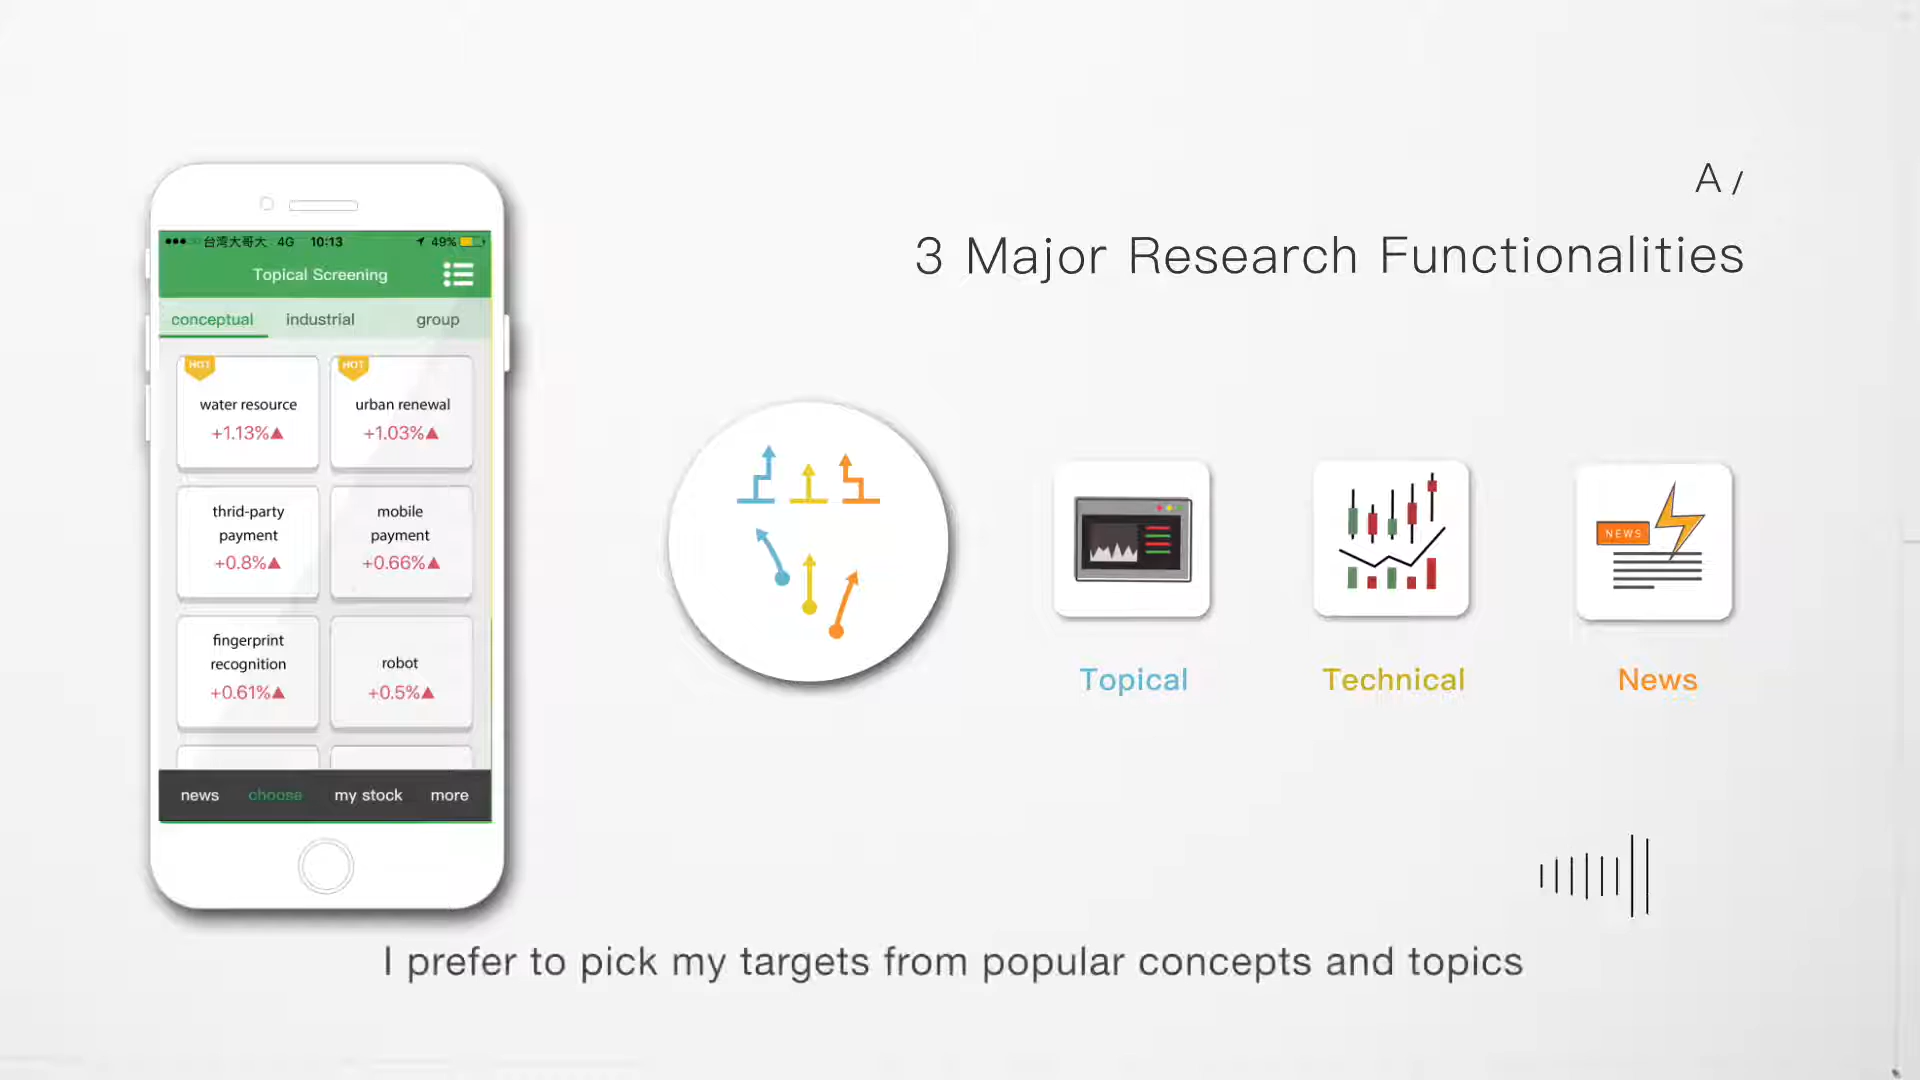 A /
3 Major Research Functionalities
台湾大哥大 4G 10:13 49%
Topical Screening
conceptual industrial group
HOT HOT
water resource urban renewal
+1.13%▲ +1.03%▲
thrid-party mobile
payment payment
+0.8%▲ +0.66%▲
fingerprint
recognition robot
+0.61%▲ +0.5%▲
news choose my stock more
NEWS
Topical Technical News
I prefer to pick my targets from popular concepts and topics